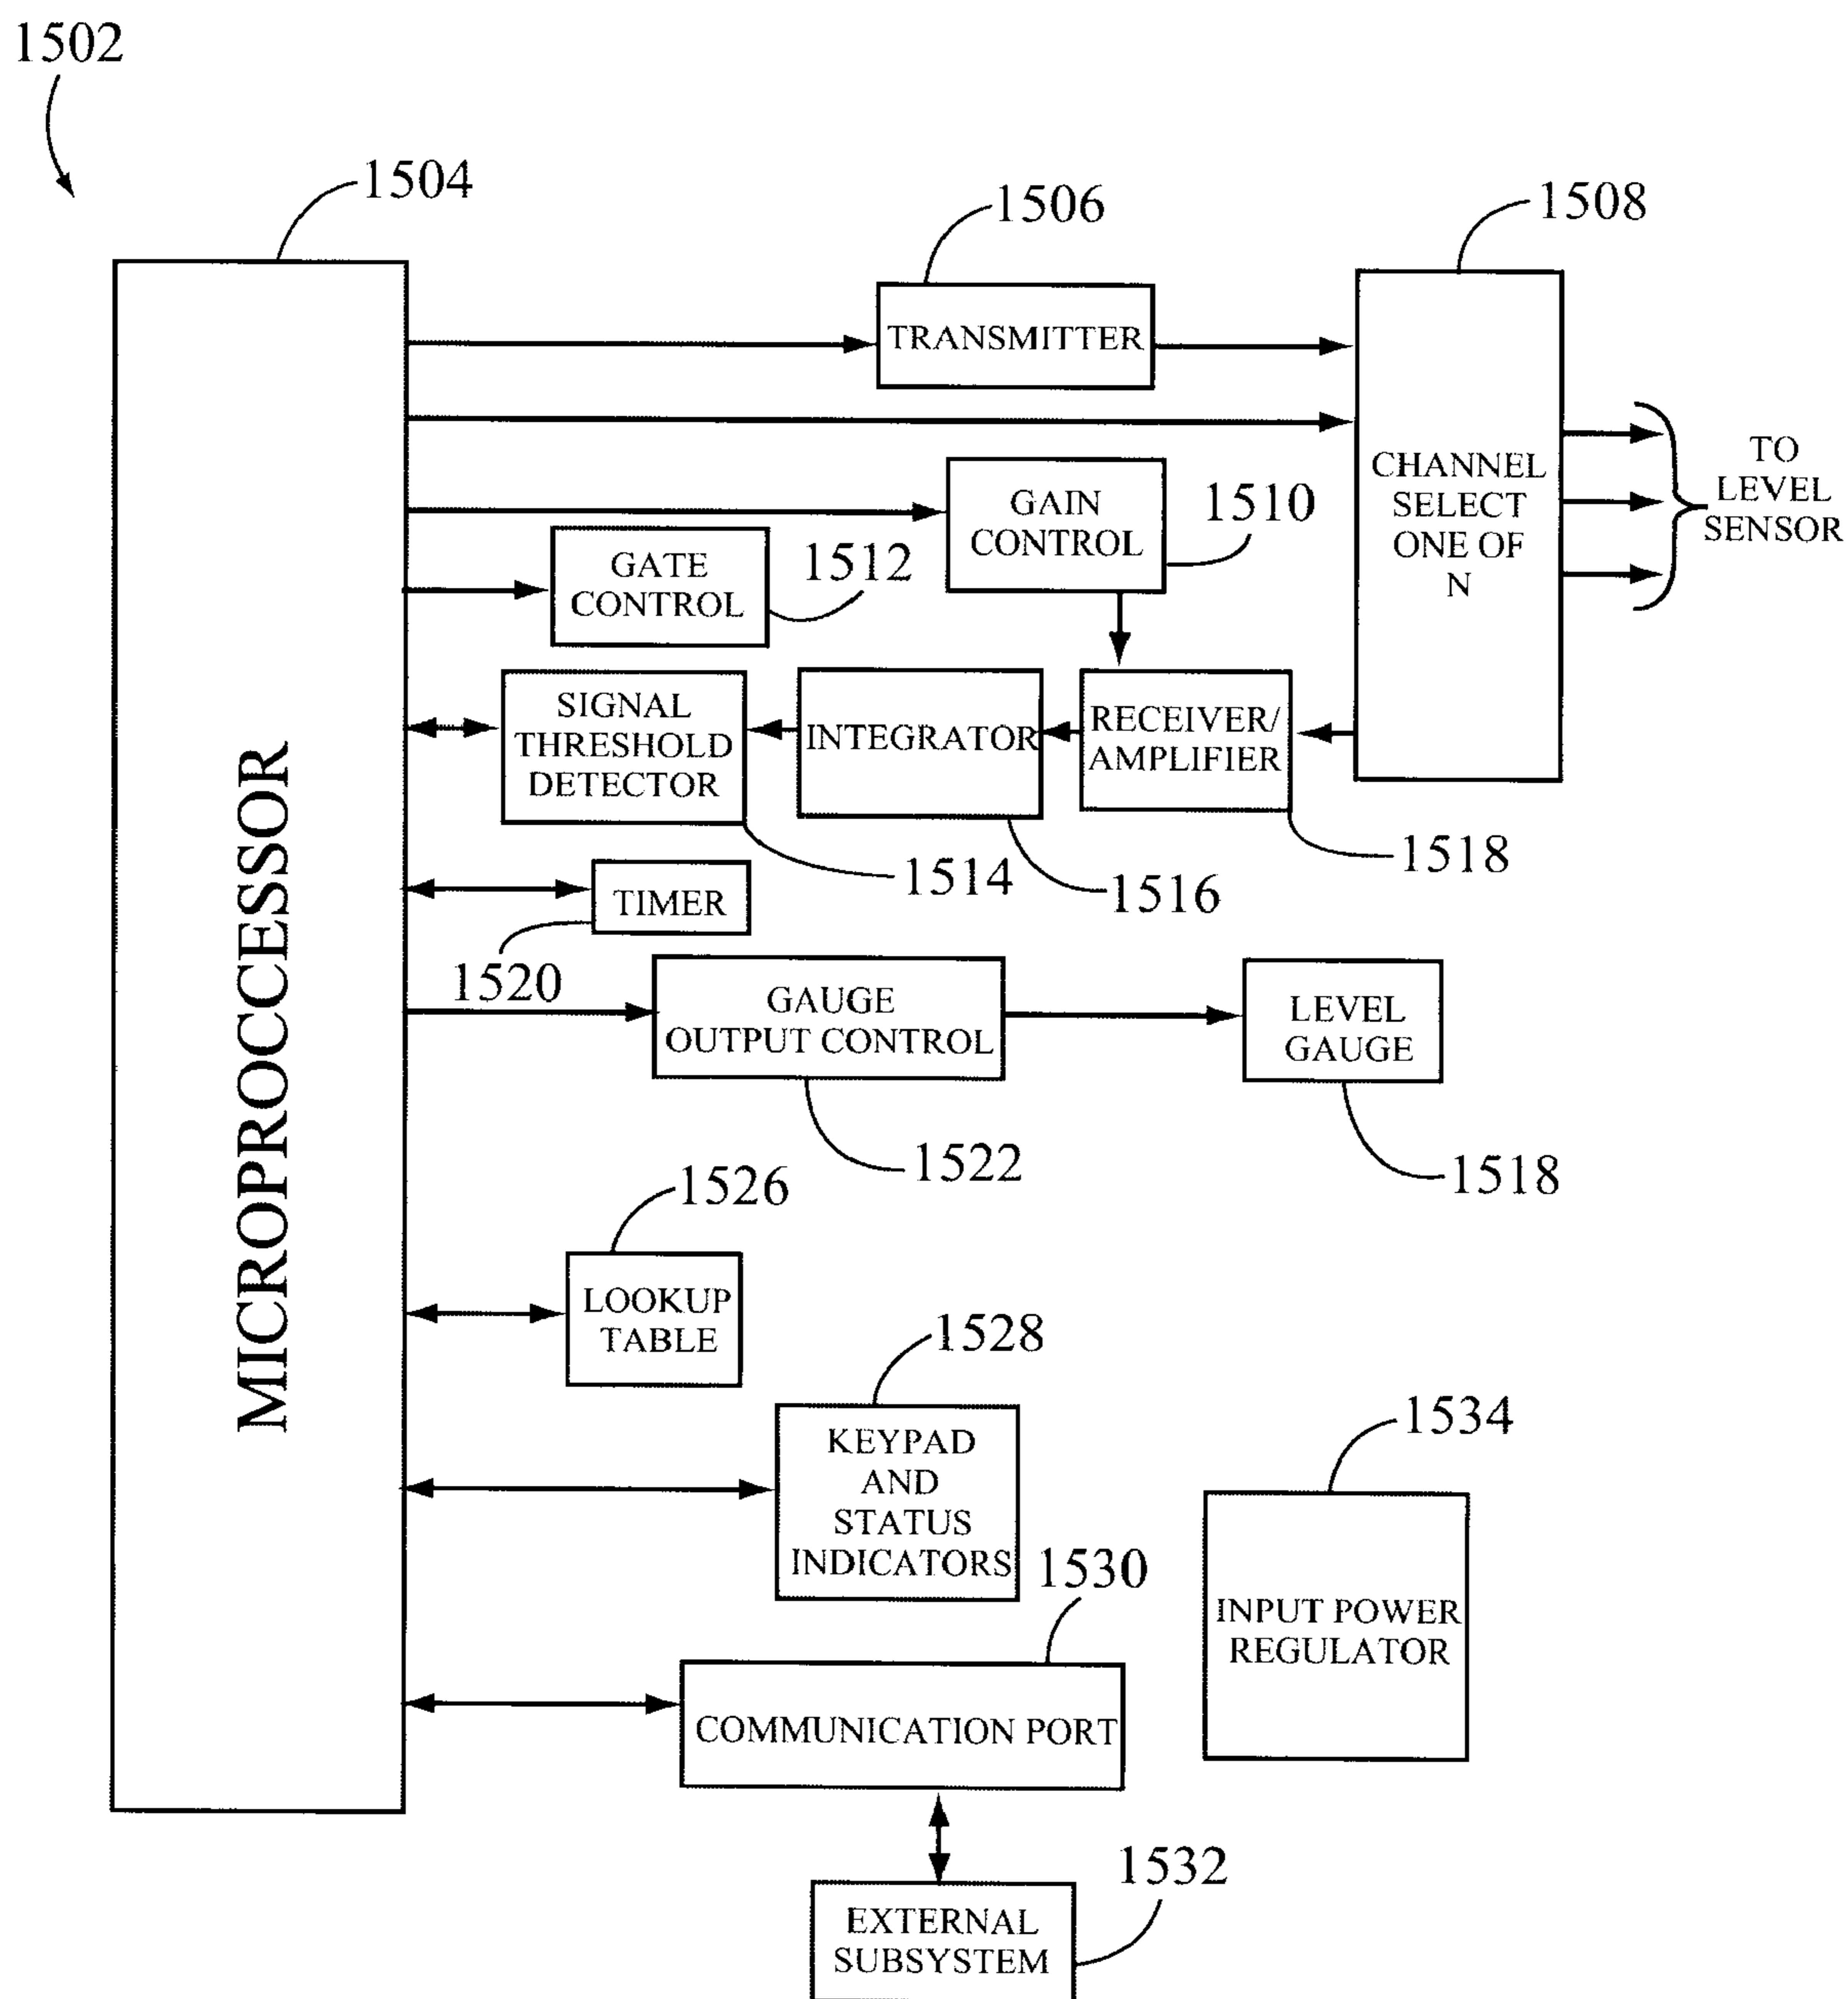 1502
1504
1506
1508
TRANSMITTER
CHANNEL
SELECT
ONE OF
N
TO
LEVEL
SENSOR
GAIN
CONTROL
1510
GATE
CONTROL
1512
SIGNAL
THRESHOLD
DETECTOR
INTEGRATOR
RECEIVER/
AMPLIFIER
1518
1514
1516
TIMER
1520
MICROPROCCESSOR
GAUGE
OUTPUT CONTROL
LEVEL
GAUGE
1522
1518
1526
LOOKUP
TABLE
1528
KEYPAD
AND
STATUS
INDICATORS
1534
INPUT POWER
REGULATOR
1530
COMMUNICATION PORT
1532
EXTERNAL
SUBSYSTEM